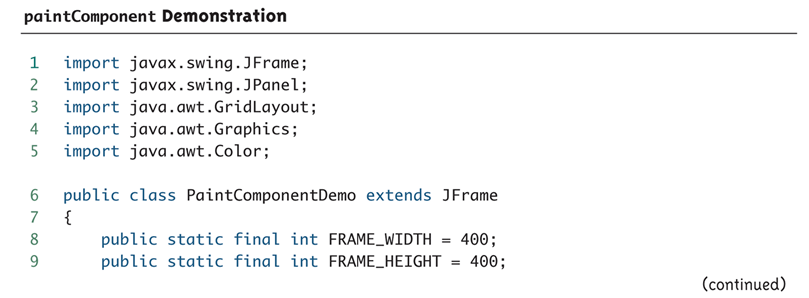 paintComponent Demonstration
1 import javax.swing.JFrame;
2 import javax.swing.JPanel;
3 import java.awt.GridLayout;
4 import java.awt.Graphics;
5 import java.awt.Color;
6 public class PaintComponentDemo extends JFrame
7 {
8 public static final int FRAME_WIDTH = 400;
9 public static final int FRAME_HEIGHT = 400;
(continued)